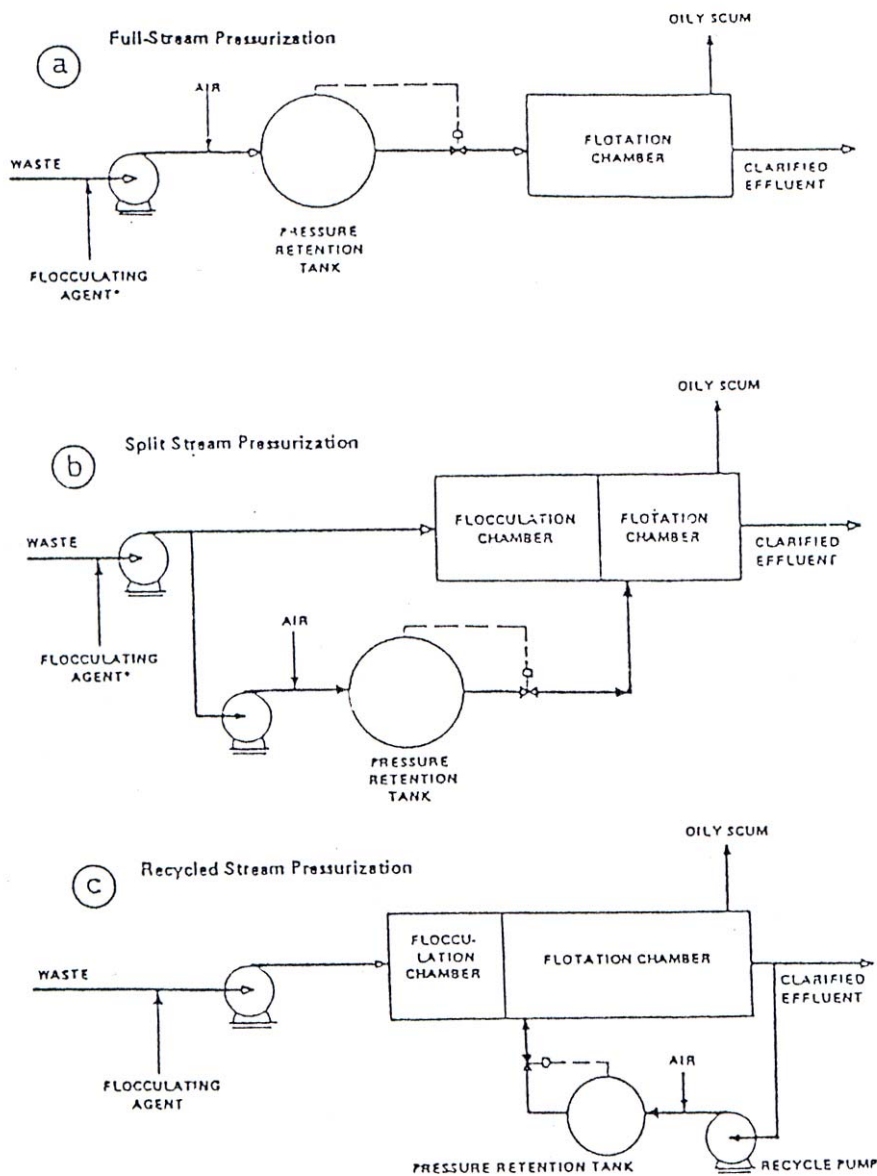 a
Full-Stream Pressurization
OILY SCUM
AIR
FLOTATION
CHAMBER
WASTE
CLARIFIED
EFFLUENT
PRESSURE
RETENTION
TANK
FLOCCULATING
AGENT*
b
Split Stream Pressurization
OILY SCUM
FLOCCULATION
CHAMBER
FLOTATION
CHAMBER
WASTE
CLARIFIED
EFFLUENT
AIR
FLOCCULATING
AGENT*
PRESSURE
RETENTION
TANK
c
Recycled Stream Pressurization
OILY SCUM
FLOCCU-
LATION
CHAMBER
FLOTATION CHAMBER
WASTE
CLARIFIED
EFFLUENT
AIR
FLOCCULATING
AGENT
PRESSURE RETENTION TANK
RECYCLE PUMP